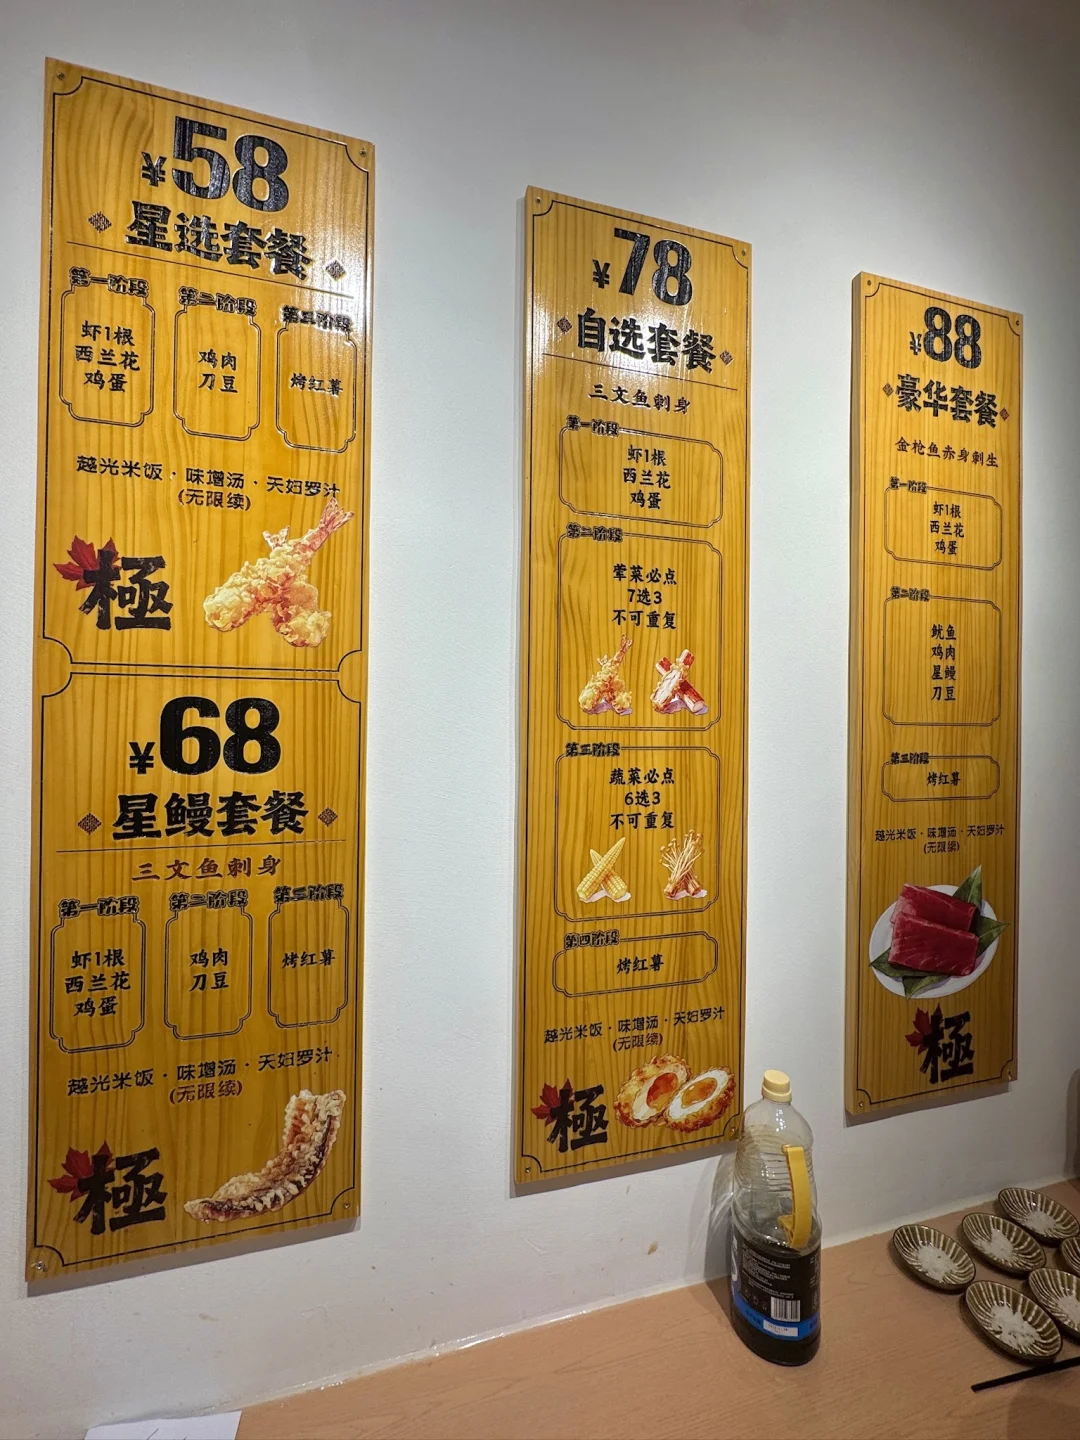 ¥58
星选套餐
第一阶段
虾1根
西兰花
鸡蛋
第二阶段
鸡肉
刀豆
第三阶段
烤红薯
越光米饭·味增汤·天妇罗汁
(无限续)
極
¥68
星鳗套餐
三文鱼刺身
第一阶段
虾1根
西兰花
鸡蛋
第二阶段
鸡肉
刀豆
第三阶段
烤红薯
越光米饭·味增汤·天妇罗汁
(无限续)
極
¥78
自选套餐
三文鱼刺身
第一阶段
虾1根
西兰花
鸡蛋
第二阶段
荤菜必点
7选3
不可重复
第三阶段
蔬菜必点
6选3
不可重复
第四阶段
烤红薯
越光米饭·味增汤·天妇罗汁
(无限续)
極
¥88
豪华套餐
金枪鱼赤身刺生
第一阶段
虾1根
西兰花
鸡蛋
第二阶段
鱿鱼
鸡肉
星鳗
刀豆
第三阶段
烤红薯
越光米饭·味增汤·天妇罗汁
(无限续)
極